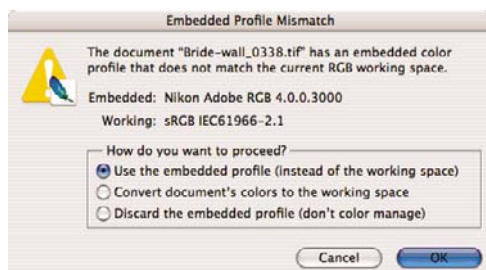 Embedded Profile Mismatch
The document "Bride-wall_0338.tif" has an embedded color
profile that does not match the current RGB working space.
Embedded: Nikon Adobe RGB 4.0.0.3000
Working: sRGB IEC61966-2.1
How do you want to proceed?
Use the embedded profile (instead of the working space)
Convert document's colors to the working space
Discard the embedded profile (don't color manage)
Cancel OK